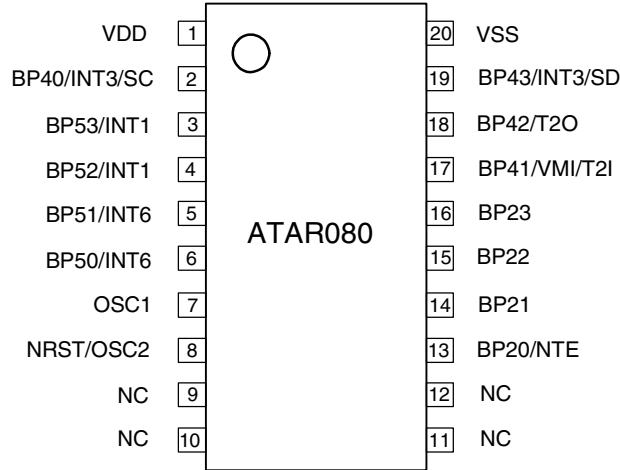 VDD 1 20 VSS
BP40/INT3/SC 2 19 BP43/INT3/SD
BP53/INT1 3 18 BP42/T2O
BP52/INT1 4 17 BP41/VMI/T2I
BP51/INT6 5 16 BP23
ATAR080
BP50/INT6 6 15 BP22
OSC1 7 14 BP21
NRST/OSC2 8 13 BP20/NTE
NC 9 12 NC
NC 10 11 NC